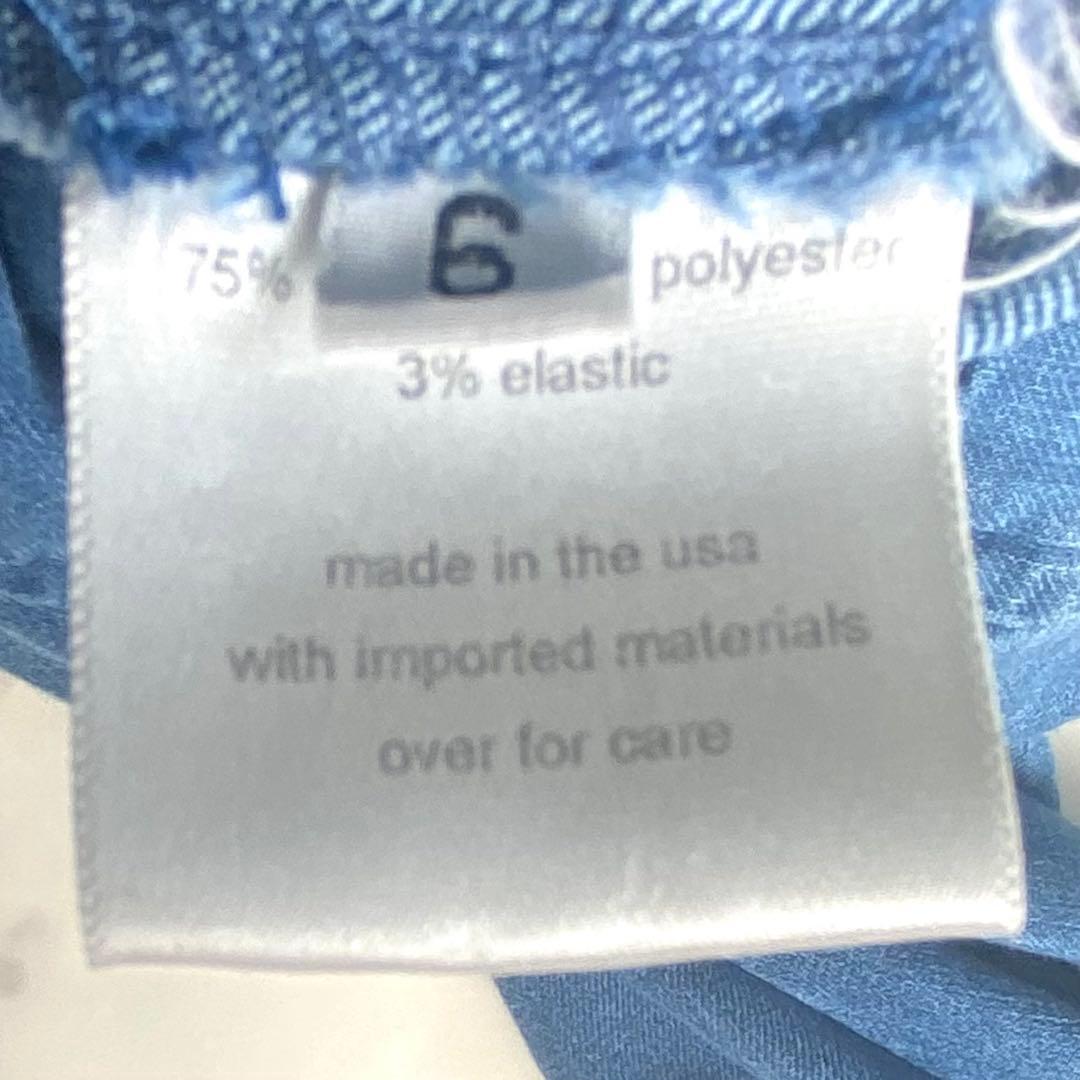 75% 6 polyester
3% elastic
made in the usa
with imported materials
over for care